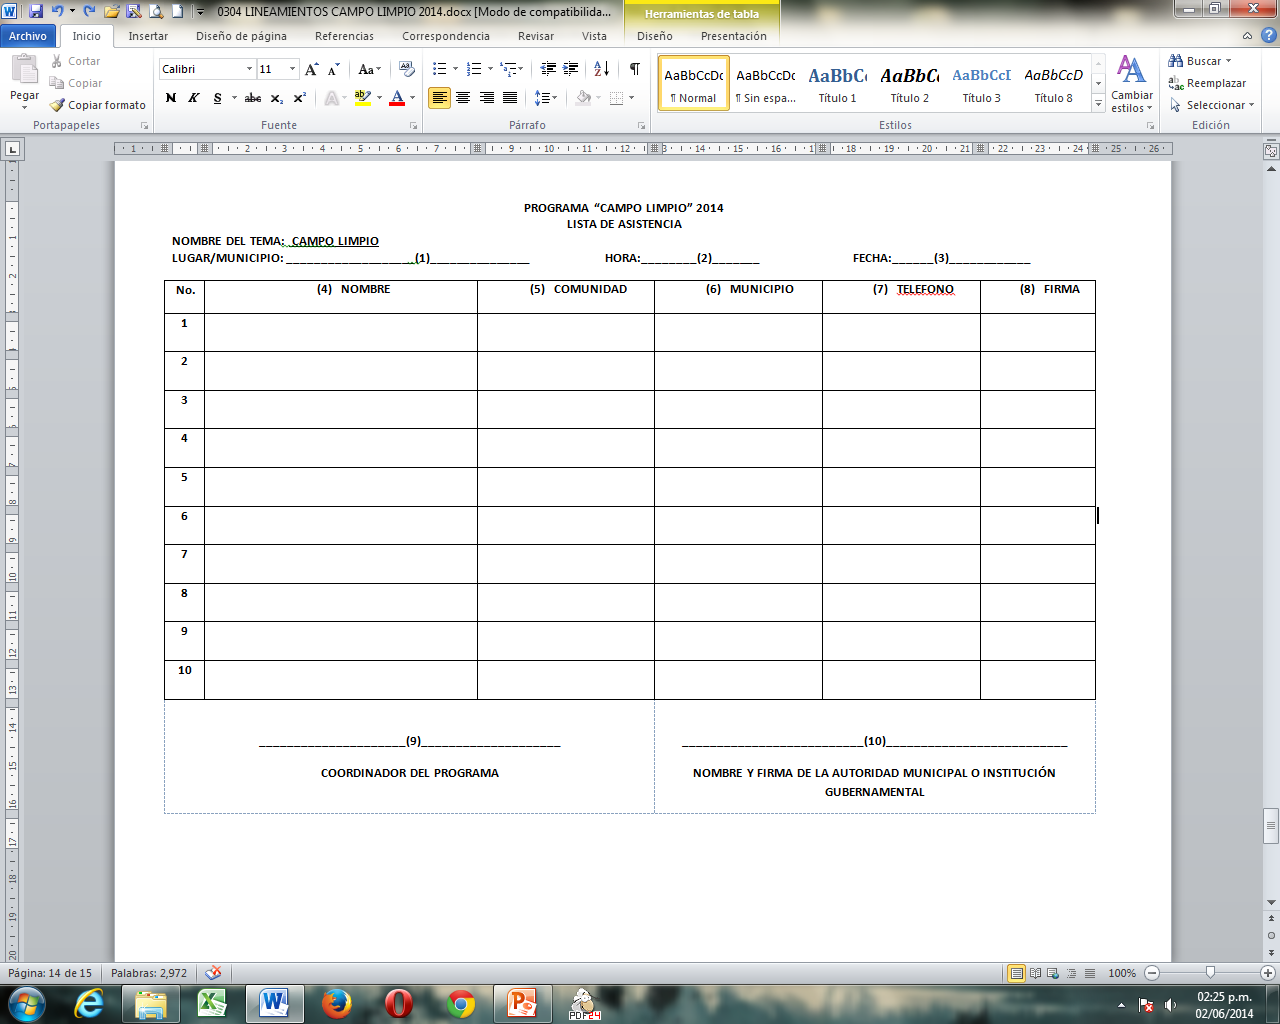 0304 LINEAMIENTOS CAMPO LIMPIO 2014.docx [Modo de compatibilida...
Herramientas de tabla
Archivo Inicio Insertar Diseño de página Referencias Correspondencia Revisar Vista Diseño Presentación
Pegar
Cortar
Copiar
Copiar formato
Portapapeles
Calibri 11
N K S abc x₂ x²
Fuente
Párrafo
AaBbCcDc AaBbCcDc AaBbC AaBbC AaBbCcI AaBbCcD
¶ Normal ¶ Sin espa... Título 1 Título 2 Título 3 Título 8
Cambiar estilos
Estilos
Buscar
Reemplazar
Seleccionar
Edición
PROGRAMA “CAMPO LIMPIO” 2014
LISTA DE ASISTENCIA
NOMBRE DEL TEMA: CAMPO LIMPIO
LUGAR/MUNICIPIO: __________________(1)______________ HORA:________(2)_______ FECHA:______(3)____________
No. (4) NOMBRE (5) COMUNIDAD (6) MUNICIPIO (7) TELEFONO (8) FIRMA
1
2
3
4
5
6
7
8
9
10
_____________________(9)____________________ __________________________(10)__________________________
COORDINADOR DEL PROGRAMA
NOMBRE Y FIRMA DE LA AUTORIDAD MUNICIPAL O INSTITUCIÓN
GUBERNAMENTAL
Página: 14 de 15 Palabras: 2,972 100%
PDF24
02:25 p.m.
02/06/2014